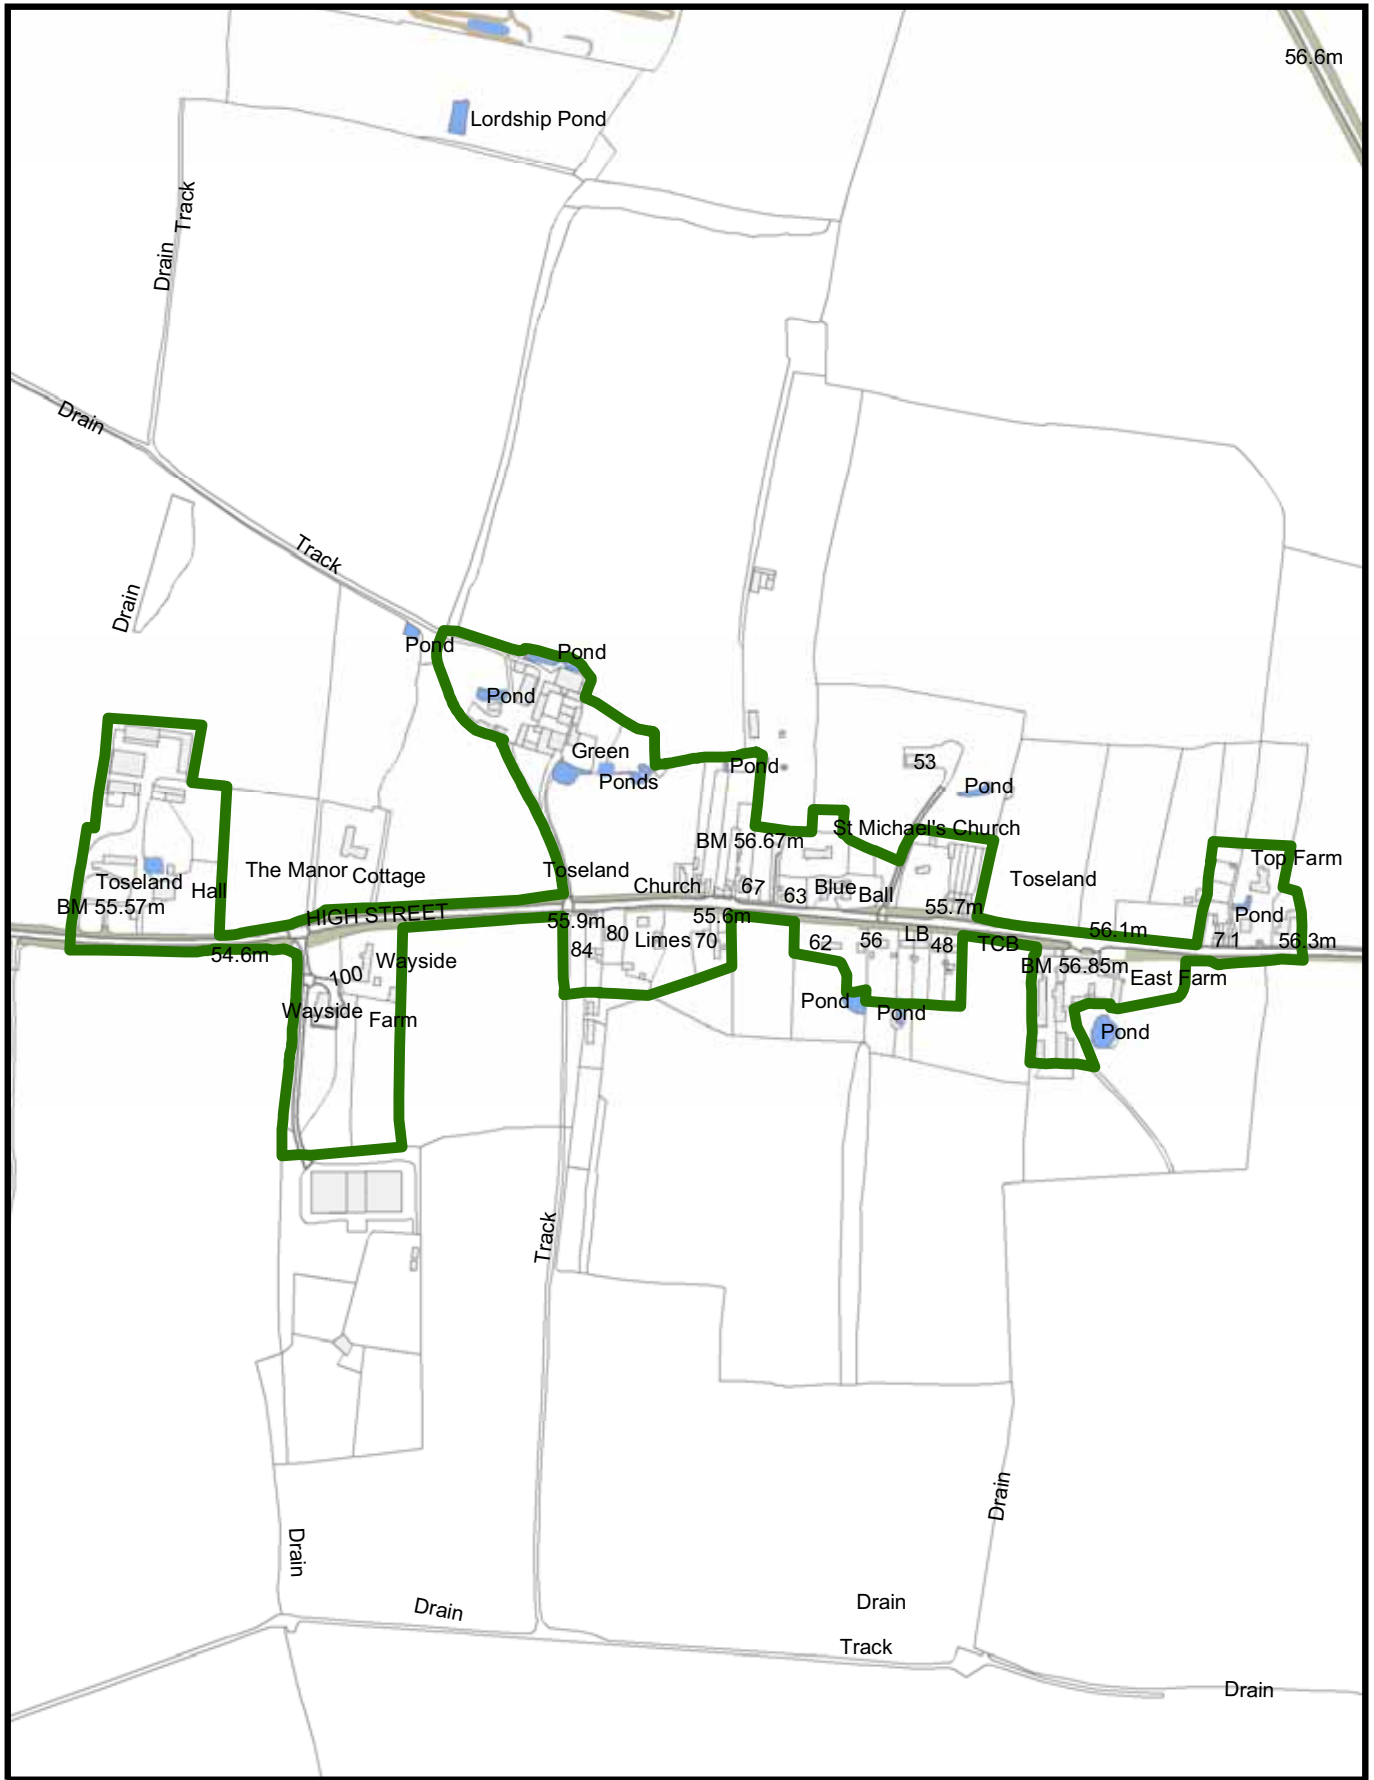 56.6m
Lordship Pond
Track
Drain
Drain
Track
Drain
Pond
Pond
Pond
Green
Ponds
Pond
53
Pond
BM 56.67m
St Michael's Church
Top Farm
The Manor
Cottage
Toseland
Church
67
63
Blue
Ball
Toseland
Toseland
Hall
BM 55.57m
HIGH STREET
55.9m
55.6m
55.7m
56.1m
Pond
71
56.3m
54.6m
84
80
Limes
70
62
56
LB
48
TCB
100
Wayside
BM 56.85m
East Farm
Wayside
Farm
Pond
Pond
Pond
Track
Drain
Drain
Drain
Drain
Track
Drain